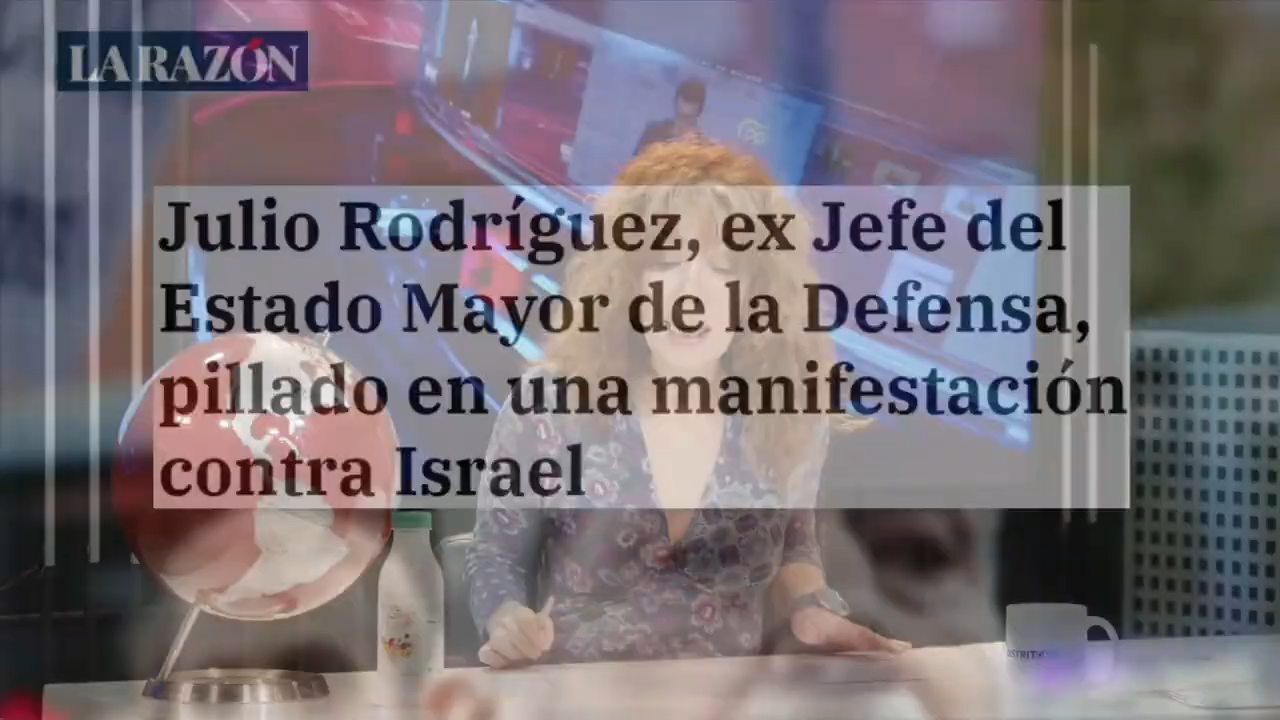 LA RAZÓN
Julio Rodríguez, ex Jefe del
Estado Mayor de la Defensa,
pillado en una manifestación
contra Israel